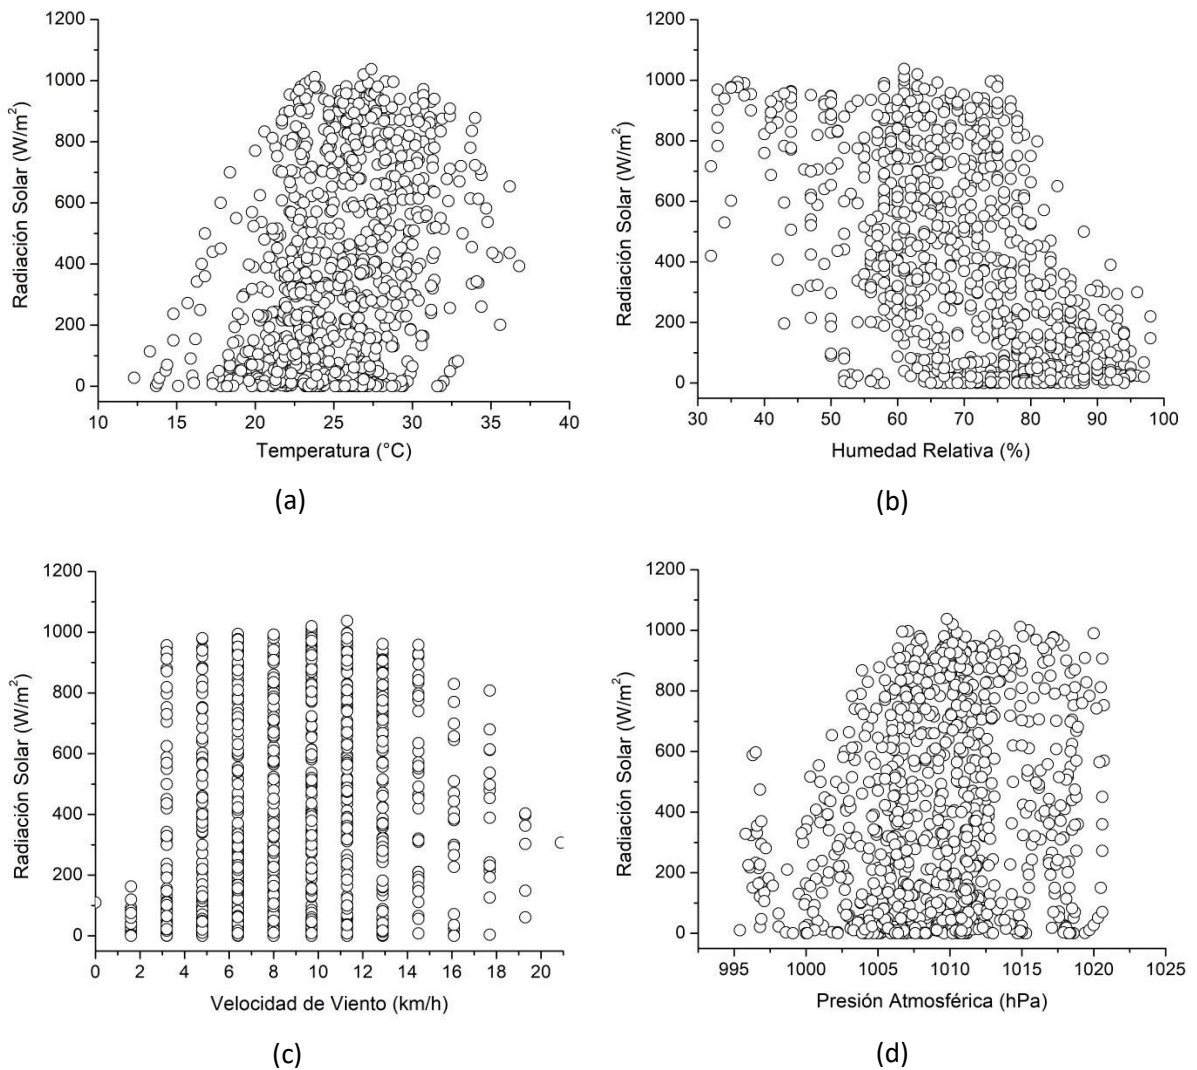 1200
1000
800
600
400
200
0
Radiación Solar (W/m²)
10 15 20 25 30 35 40
Temperatura (°C)
(a)
1200
1000
800
600
400
200
0
Radiación Solar (W/m²)
30 40 50 60 70 80 90 100
Humedad Relativa (%)
(b)
1200
1000
800
600
400
200
0
Radiación Solar (W/m²)
0 2 4 6 8 10 12 14 16 18 20
Velocidad de Viento (km/h)
(c)
1200
1000
800
600
400
200
0
Radiación Solar (W/m²)
995 1000 1005 1010 1015 1020 1025
Presión Atmosférica (hPa)
(d)